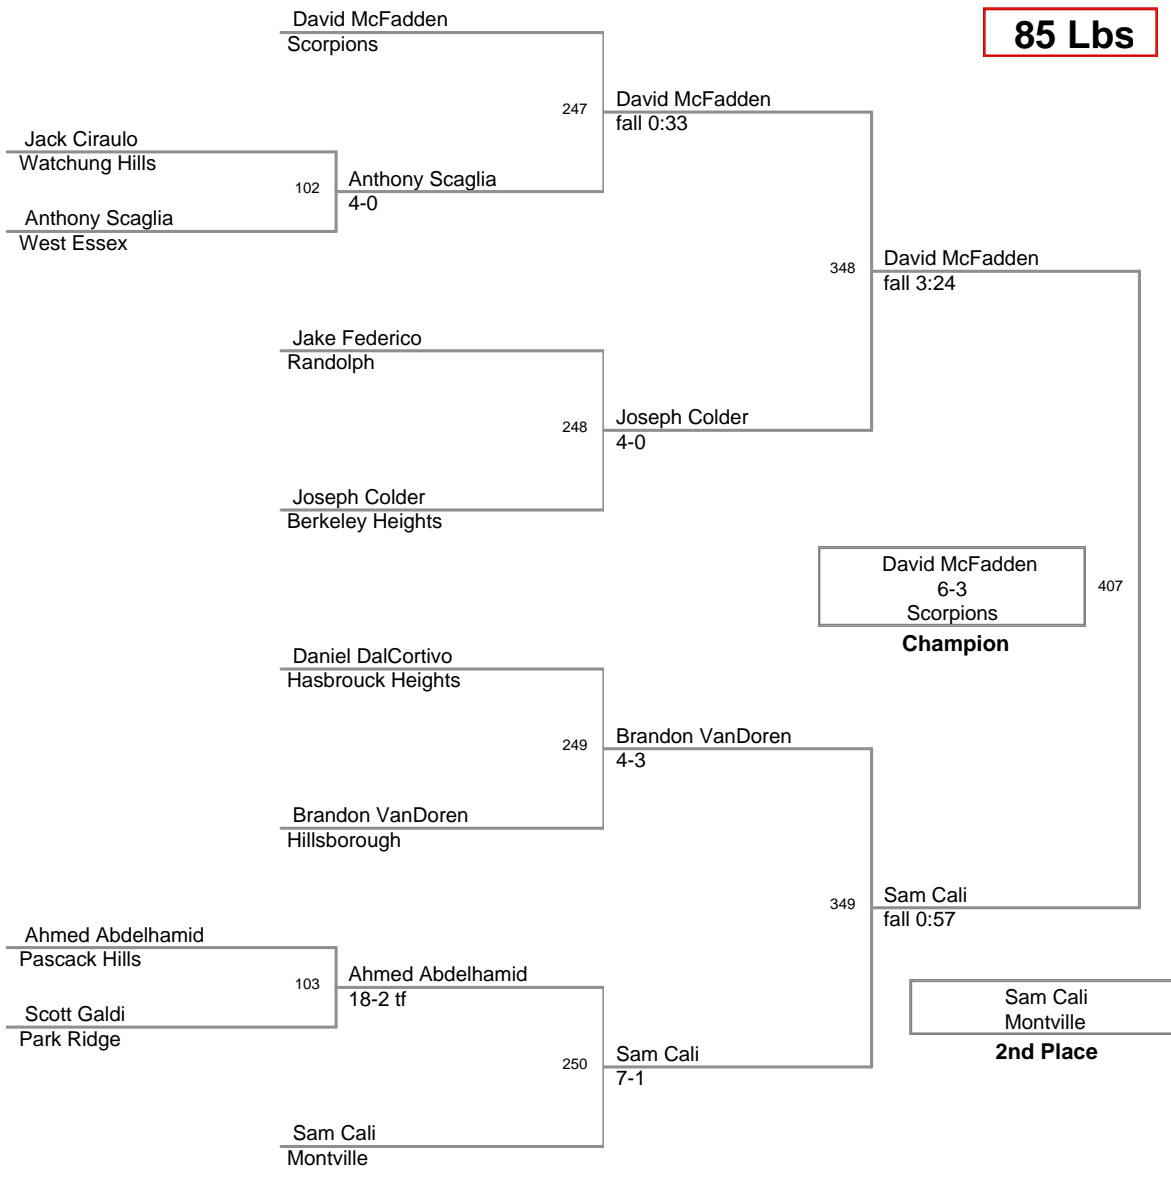 David McFadden
Scorpions
85 Lbs
247
David McFadden
fall 0:33
Jack Ciraulo
Watchung Hills
102
Anthony Scaglia
4-0
Anthony Scaglia
West Essex
348
David McFadden
fall 3:24
Jake Federico
Randolph
248
Joseph Colder
4-0
Joseph Colder
Berkeley Heights
David McFadden
6-3
Scorpions
407
Champion
Daniel DalCortivo
Hasbrouck Heights
249
Brandon VanDoren
4-3
Brandon VanDoren
Hillsborough
349
Sam Cali
fall 0:57
Ahmed Abdelhamid
Pascack Hills
103
Ahmed Abdelhamid
18-2 tf
Scott Galdi
Park Ridge
Sam Cali
Montville
2nd Place
250
Sam Cali
7-1
Sam Cali
Montville